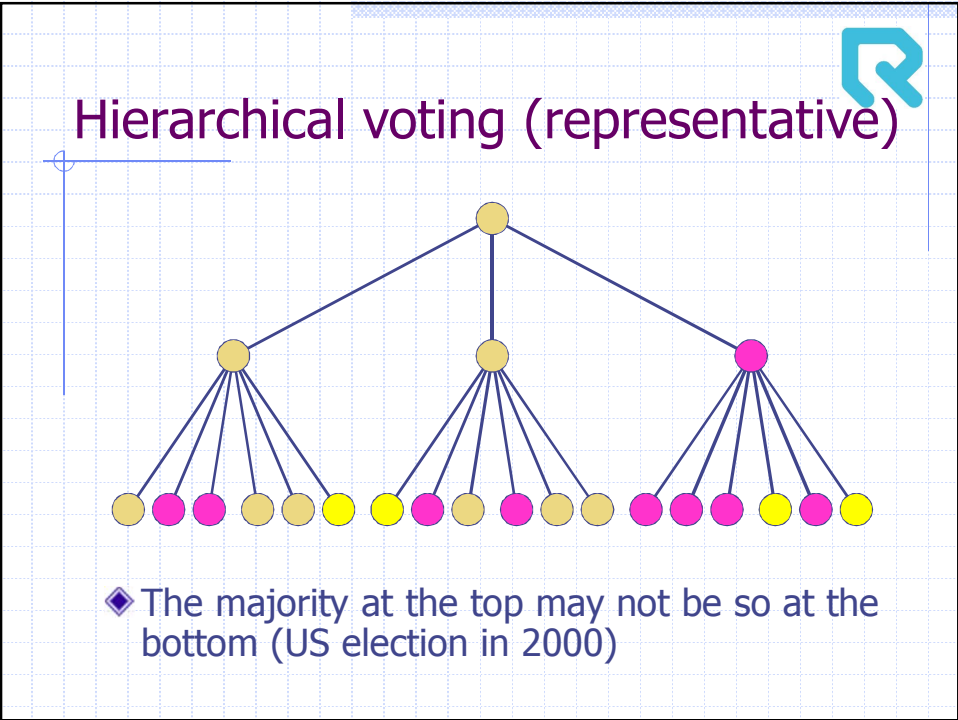 Hierarchical voting (representative)
The majority at the top may not be so at the
bottom (US election in 2000)